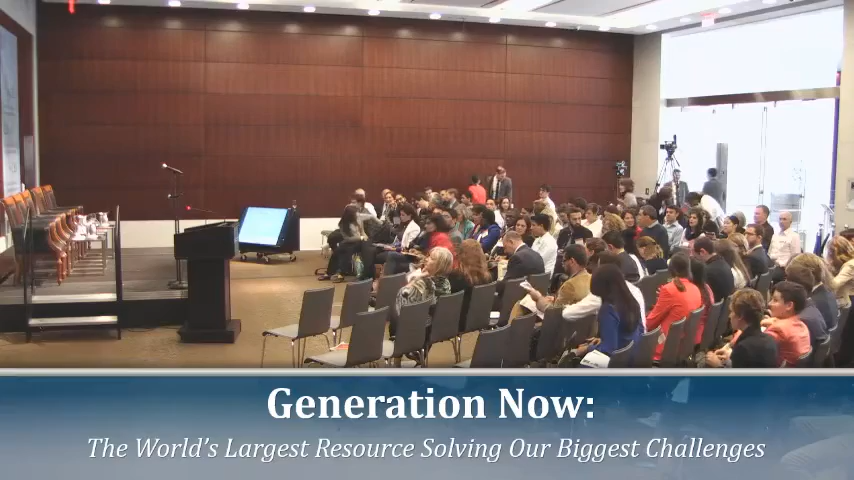 Generation Now:
The World's Largest Resource Solving Our Biggest Challenges